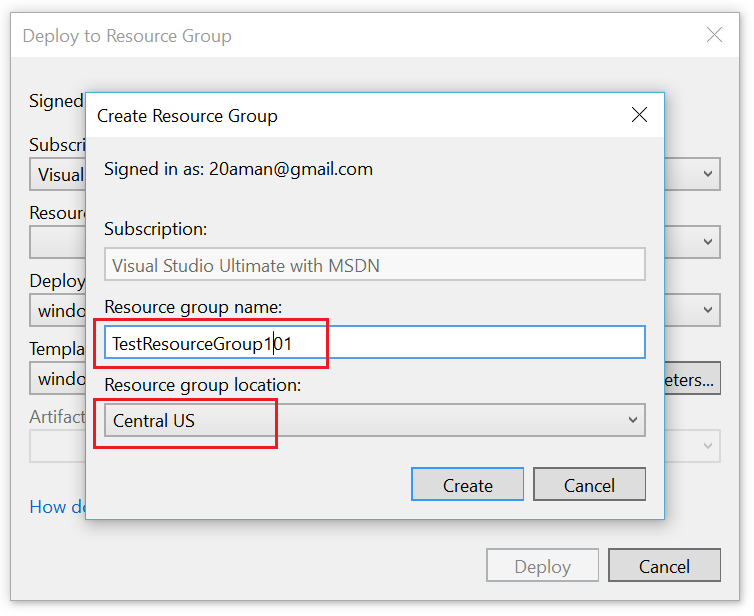 Deploy to Resource Group
Signed
Subscri
Visual
Resour
Deploy
windo
Templa
windo
eters...
Artifact
How d
Deploy
Cancel
Create Resource Group
Signed in as: 20aman@gmail.com
Subscription:
Visual Studio Ultimate with MSDN
Resource group name:
TestResourceGroup101
Resource group location:
Central US
Create
Cancel